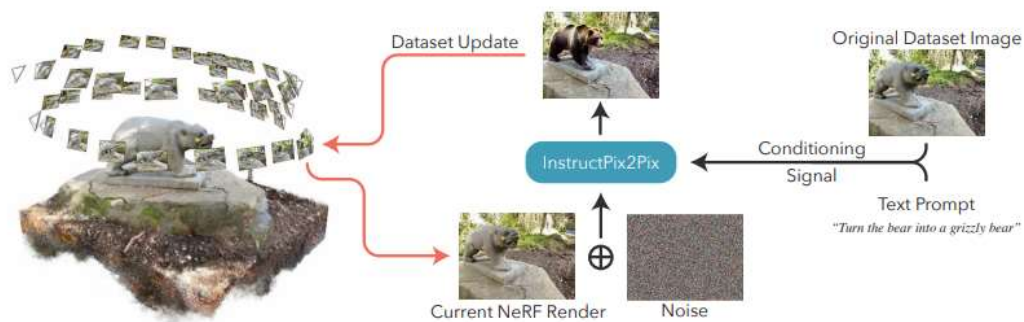 Dataset Update
Original Dataset Image
InstructPix2Pix
Conditioning
Signal
Text Prompt
“Turn the bear into a grizzly bear”
Current NeRF Render
Noise